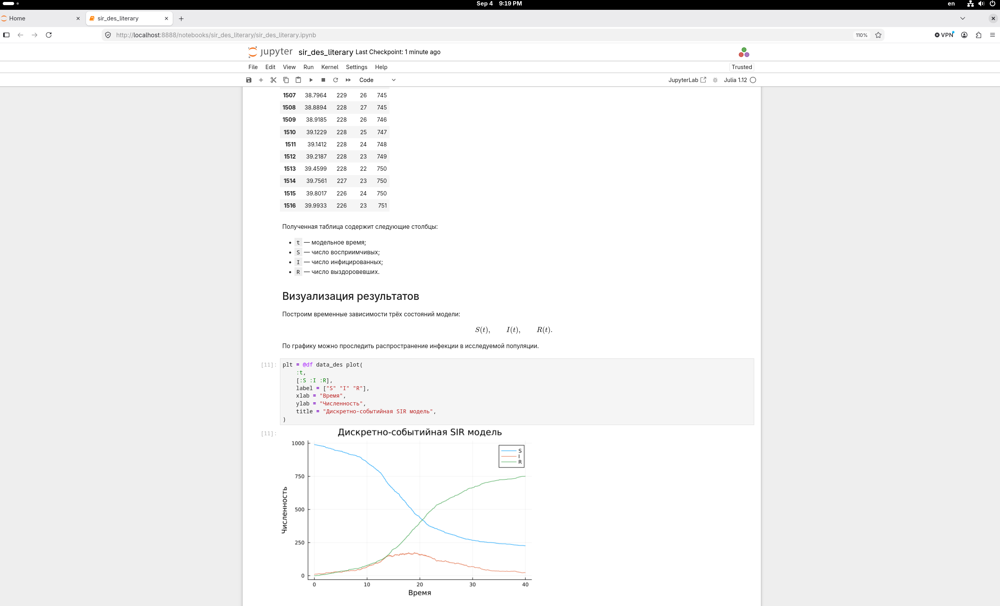 Sep 4 9:19 PM
en
Home
sir_des_literary
http://localhost:8888/notebooks/sir_des_literary/sir_des_literary.ipynb
110%
VPN
jupyter sir_des_literary Last Checkpoint: 1 minute ago
File Edit View Run Kernel Settings Help
Trusted
Code
JupyterLab
Julia 1.12
1507 38.7964 229 26 745
1508 38.8894 228 27 745
1509 38.9185 228 26 746
1510 39.1229 228 25 747
1511 39.1412 228 24 748
1512 39.2187 228 23 749
1513 39.4599 228 22 750
1514 39.7561 227 23 750
1515 39.8017 226 24 750
1516 39.9933 226 23 751
Полученная таблица содержит следующие столбцы:
• t — модельное время;
• S — число восприимчивых;
• I — число инфицированных;
• R — число выздоровевших.
Визуализация результатов
Построим временные зависимости трёх состояний модели:
S(t), I(t), R(t).
По графику можно проследить распространение инфекции в исследуемой популяции.
[11]: plt = @df data_des plot(
:t,
[:S :I :R],
label = ["S" "I" "R"],
xlab = "Время",
ylab = "Численность",
title = "Дискретно-событийная SIR модель",
)
[11]:
Дискретно-событийная SIR модель
1000
750
500
250
0
Численность
S
I
R
0 10 20 30 40
Время